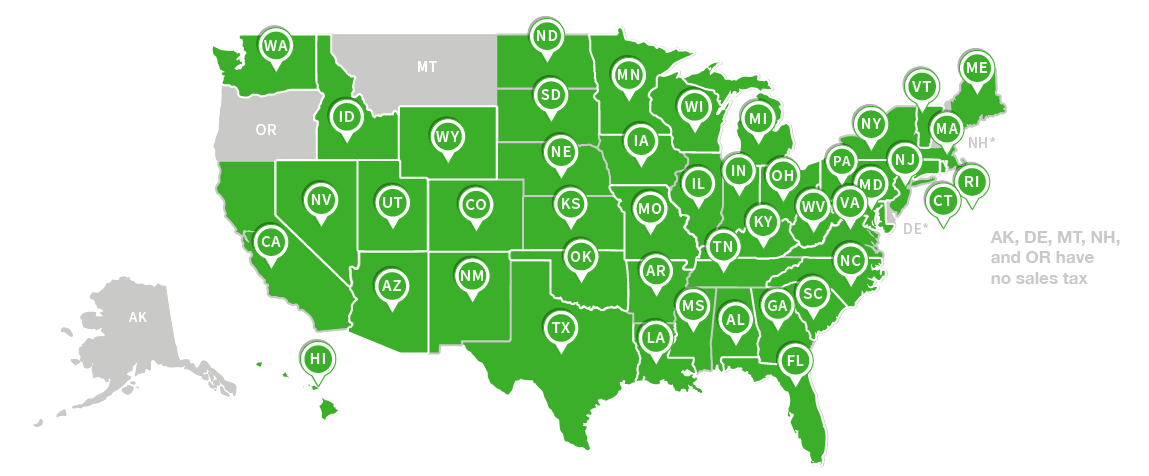 WA
MT
ND
MN
ME
VT
OR
ID
WY
SD
WI
MI
NY
MA
NH*
NV
UT
CO
NE
IA
IL
IN
OH
PA
NJ
RI
CT
MD
CA
KS
MO
KY
WV
VA
DE*
AZ
NM
OK
AR
TN
NC
AK, DE, MT, NH,
and OR have
no sales tax
AK
HI
TX
LA
MS
AL
GA
SC
FL